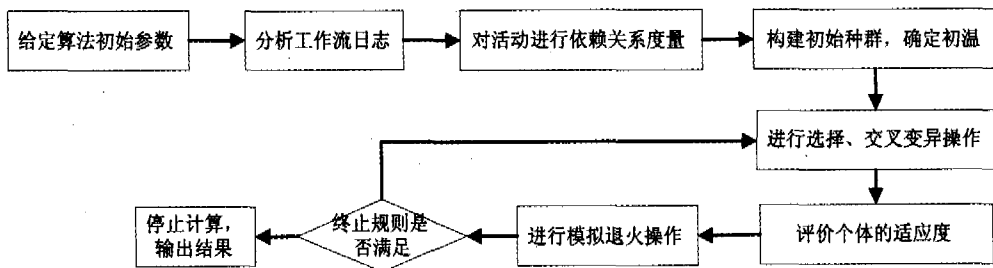 给定算法初始参数
分析工作流日志
对活动进行依赖关系度量
构建初始种群，确定初温
进行选择、交叉变异操作
评价个体的适应度
进行模拟退火操作
终止规则是
否满足
停止计算，
输出结果